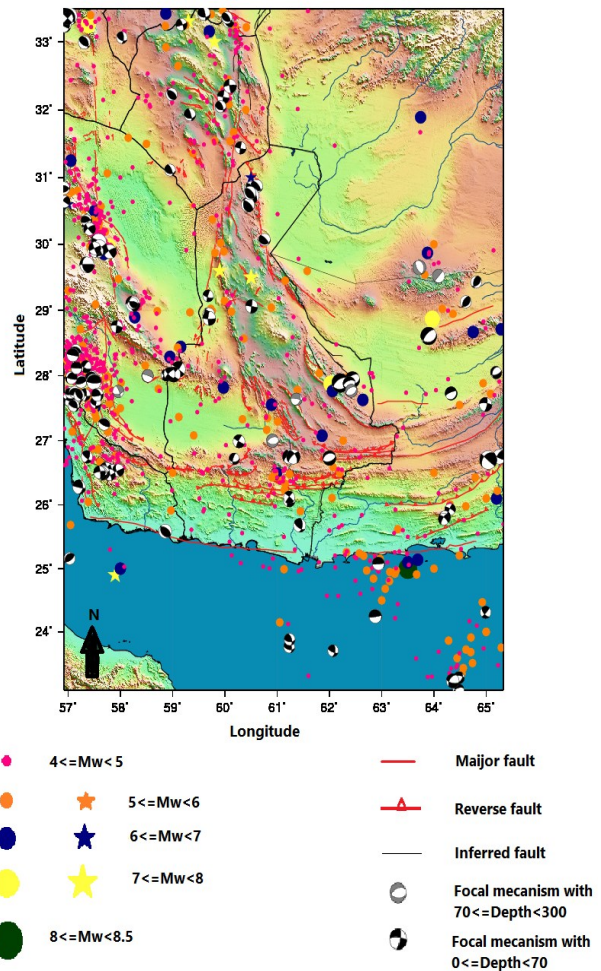 33°
32°
31°
30°
29°
28°
27°
26°
25°
24°
Latitude
N
57° 58° 59° 60° 61° 62° 63° 64° 65°
Longitude
4<=Mw<5
5<=Mw<6
6<=Mw<7
7<=Mw<8
8<=Mw<8.5
Maijor fault
Reverse fault
Inferred fault
Focal mecanism with
70<=Depth<300
Focal mecanism with
0<=Depth<70